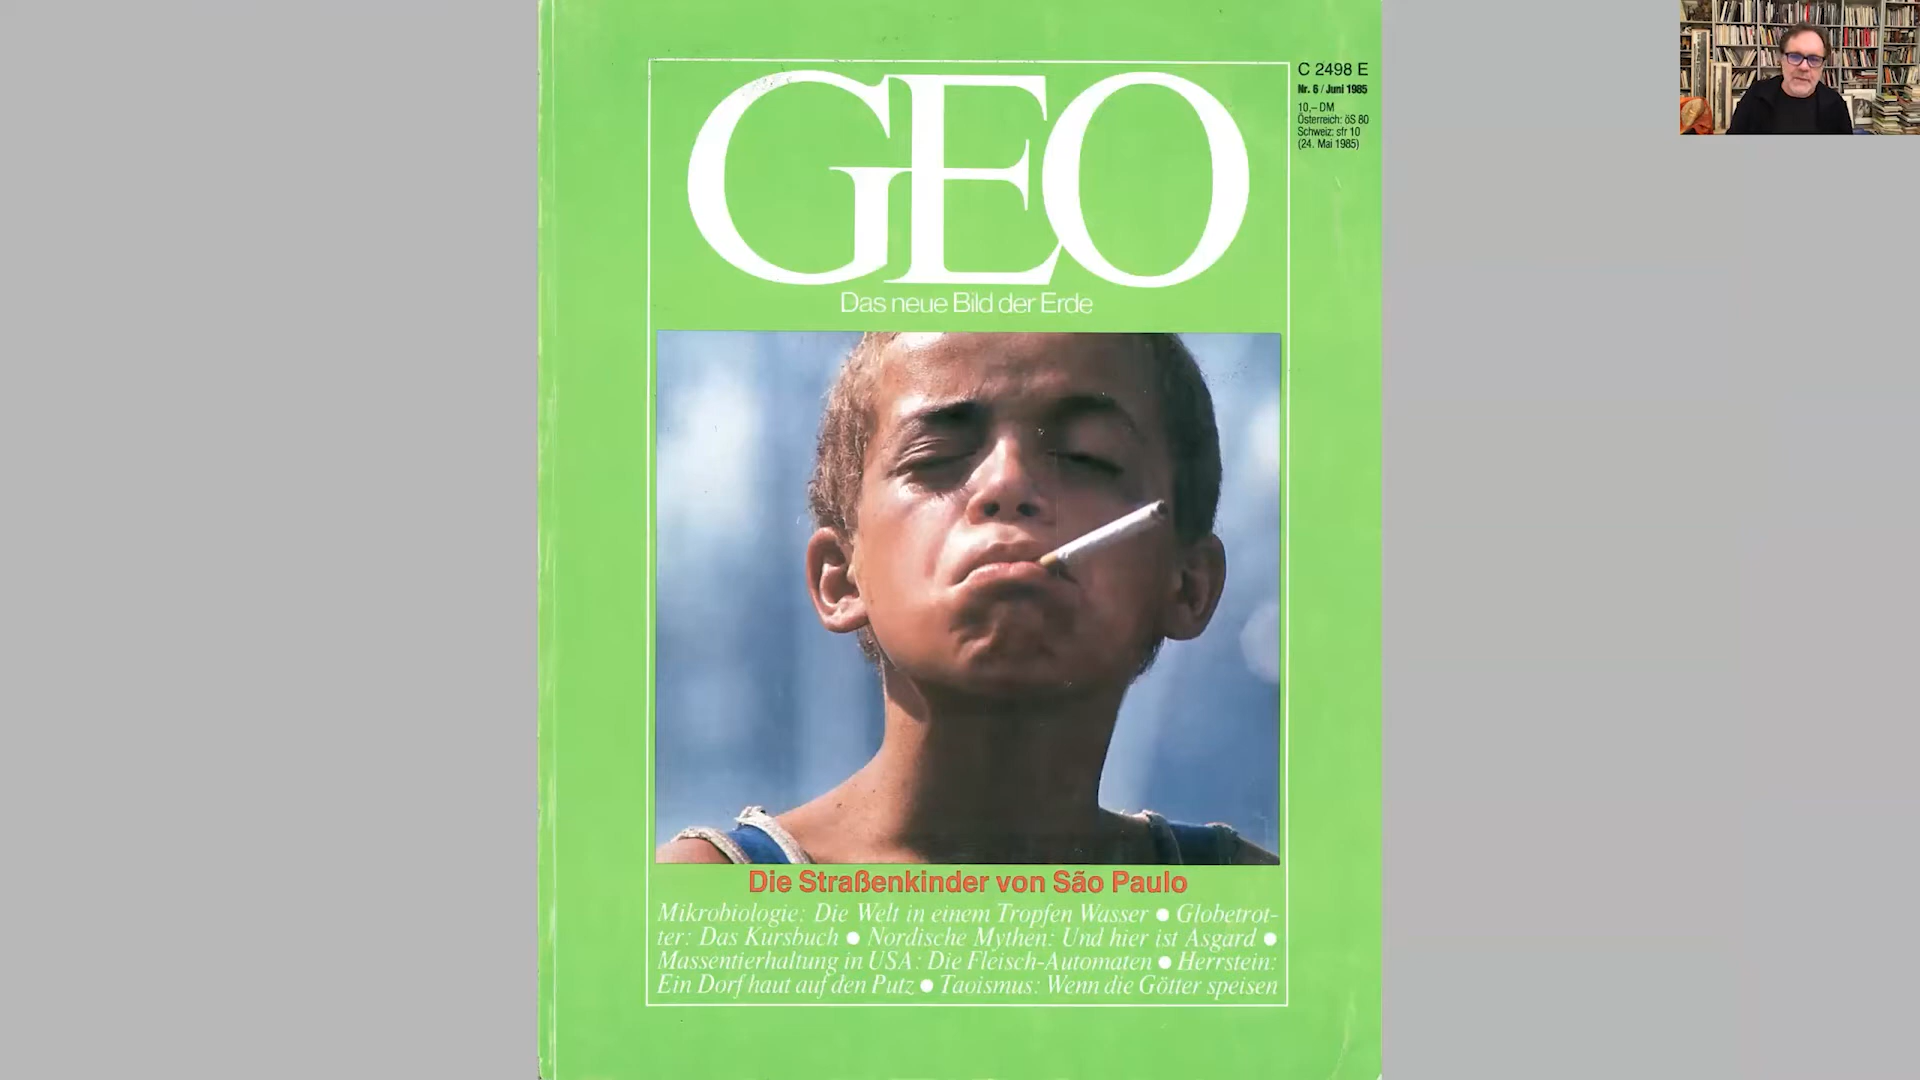 GEO
Das neue Bild der Erde
C 2498 E
Nr. 6 / Juni 1985
10,– DM
Österreich: öS 80
Schweiz: sfr 10
(24. Mai 1985)
Die Straßenkinder von São Paulo
Mikrobiologie: Die Welt in einem Tropfen Wasser ● Globetrot-
ter: Das Kursbuch ● Nordische Mythen: Und hier ist Asgard ●
Massentierhaltung in USA: Die Fleisch-Automaten ● Herrstein:
Ein Dorf haut auf den Putz ● Taoismus: Wenn die Götter speisen